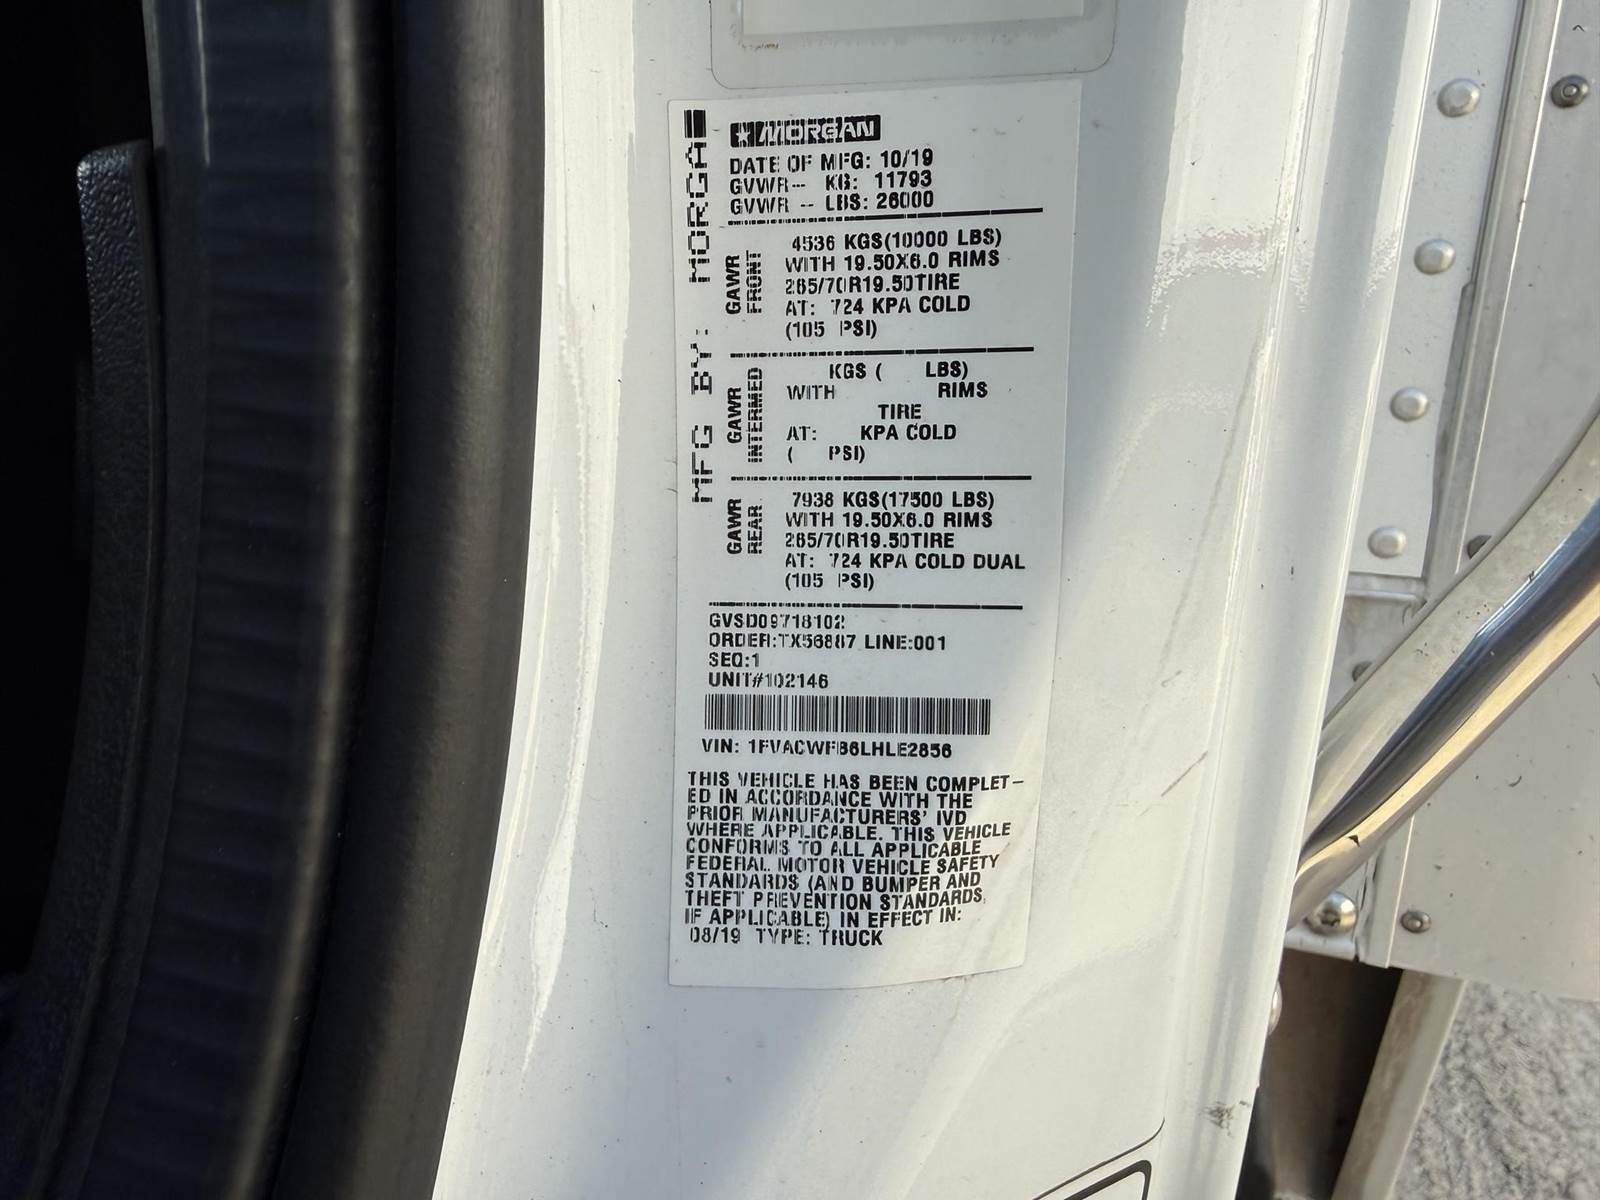 MORGAN
DATE OF MFG: 10/19
GVWR-- KG: 11793
GVWR -- LBS: 26000
MFG BY: MORGAN
GAWR FRONT
4536 KGS(10000 LBS)
WITH 19.50X6.0 RIMS
265/70R19.50TIRE
AT: 724 KPA COLD
(105 PSI)
GAWR INTERMED
KGS ( LBS)
WITH RIMS
TIRE
AT: KPA COLD
( PSI)
GAWR REAR
7938 KGS(17500 LBS)
WITH 19.50X6.0 RIMS
265/70R19.50TIRE
AT: 724 KPA COLD DUAL
(105 PSI)
GVSD09718102
ORDER:TX56887 LINE:001
SEQ:1
UNIT#102146
VIN: 1FVACWFB6LHLE2856
THIS VEHICLE HAS BEEN COMPLET-
ED IN ACCORDANCE WITH THE
PRIOR MANUFACTURERS' IVD
WHERE APPLICABLE. THIS VEHICLE
CONFORMS TO ALL APPLICABLE
FEDERAL MOTOR VEHICLE SAFETY
STANDARDS (AND BUMPER AND
THEFT PREVENTION STANDARDS,
IF APPLICABLE) IN EFFECT IN:
08/19 TYPE: TRUCK